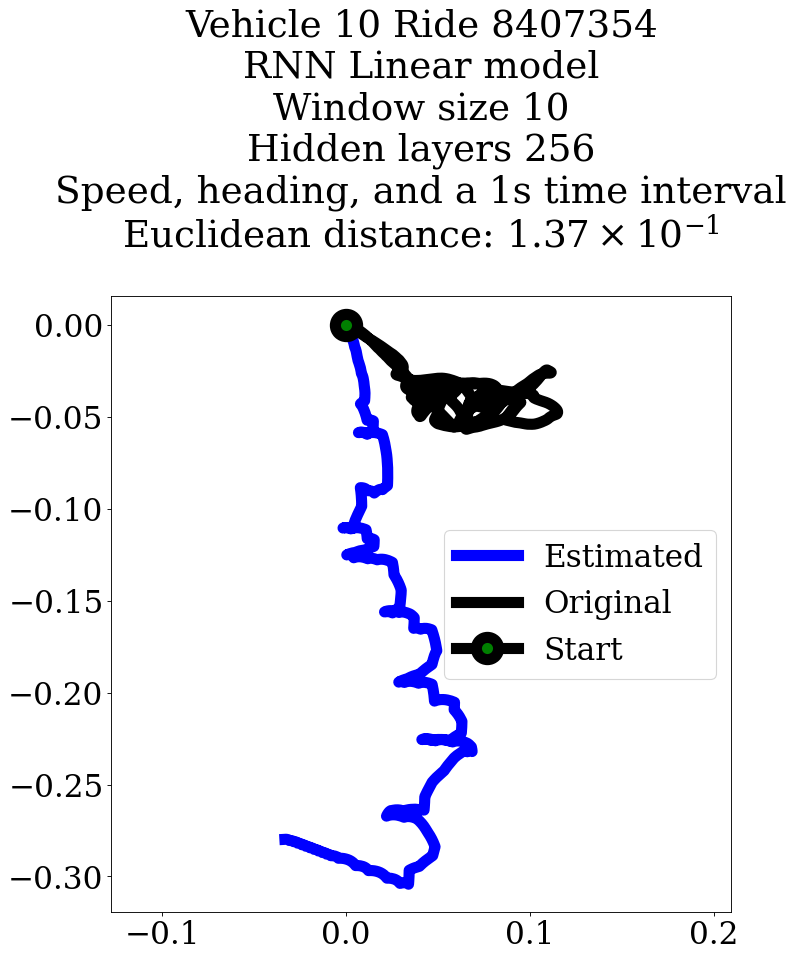 Vehicle 10 Ride 8407354
RNN Linear model
Window size 10
Hidden layers 256
Speed, heading, and a 1s time interval
Euclidean distance: 1.37 × 10⁻¹
0.00
−0.05
−0.10
−0.15
−0.20
−0.25
−0.30
Estimated
Original
Start
−0.1
0.0
0.1
0.2